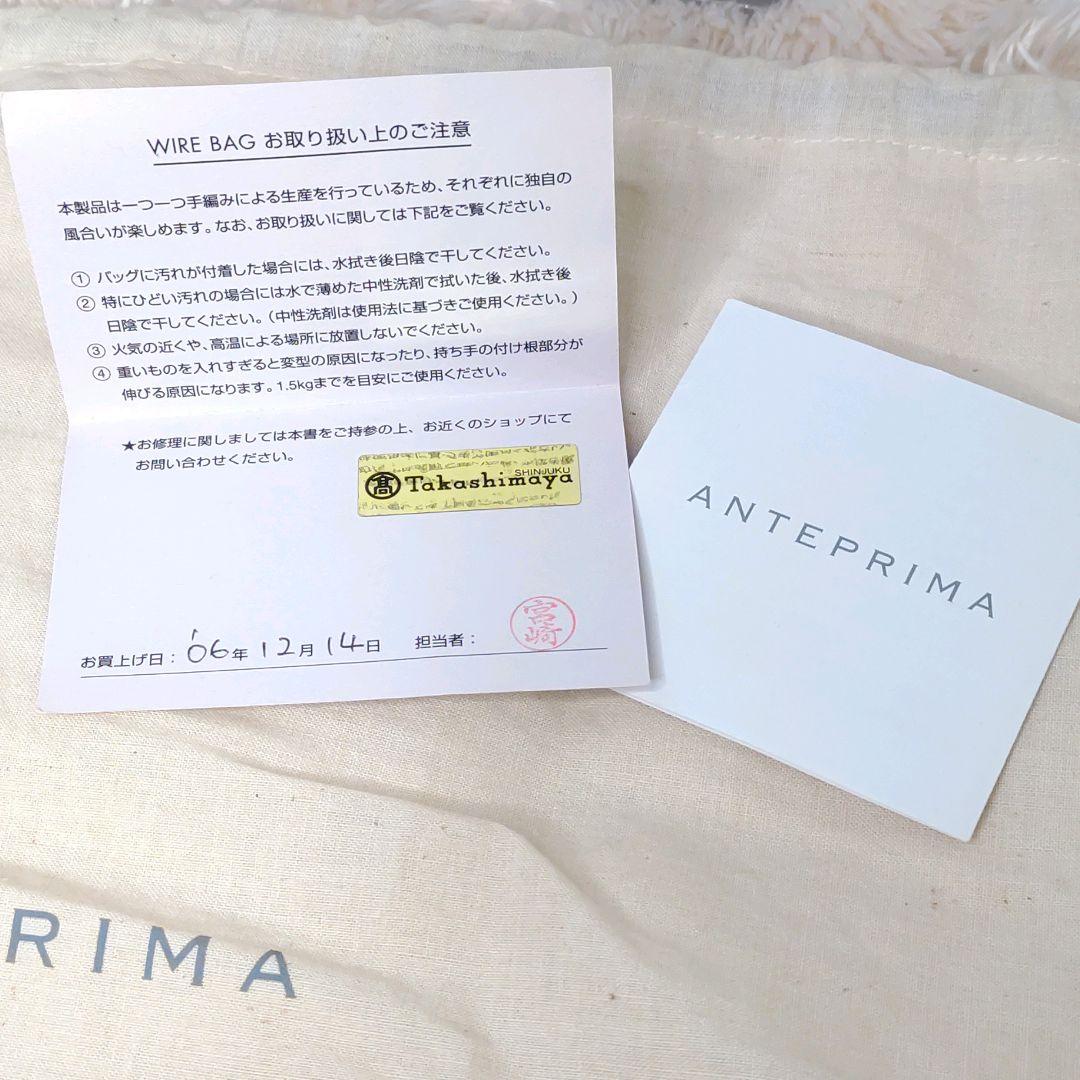 WIRE BAG お取り扱い上のご注意
本製品は一つ一つ手編みによる生産を行っているため、それぞれに独自の
風合いが楽しめます。なお、お取り扱いに関しては下記をご覧ください。
① バッグに汚れが付着した場合には、水拭き後日陰で干してください。
② 特にひどい汚れの場合には水で薄めた中性洗剤で拭いた後、水拭き後
日陰で干してください。(中性洗剤は使用法に基づきご使用ください。)
③ 火気の近くや、高温による場所に放置しないでください。
④ 重いものを入れすぎると変型の原因になったり、持ち手の付け根部分が
伸びる原因になります。1.5kgまでを目安にご使用ください。
★お修理に関しましては本書をご持参の上、お近くのショップにて
お問い合わせください。
SHINJUKU
髙 Takashimaya
お買上げ日： '06年 12月 14日 担当者： 宮崎
ANTEPRIMA
PRIMA